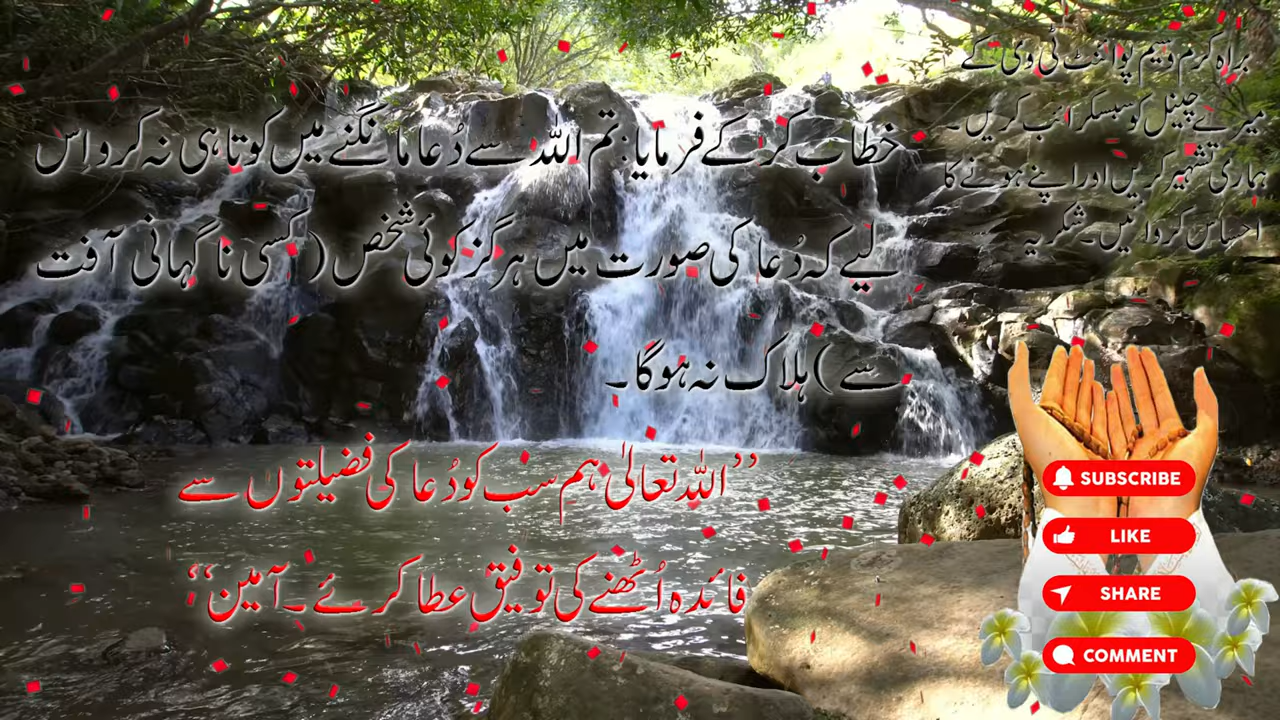 براہ کرم ویم پوائنٹ ٹی وی کے
میرے چینل کو سبسکرائب کریں۔
ہماری تشہیر کریں اور اپنے ہونے کا
احساس کروائیں۔ شکریہ
خطاب کر کے فرمایا: تم اللہ سے دُعا مانگنے میں کوتاہی نہ کرو اس
لیے کہ دُعا کی صورت میں ہرگز کوئی شخص (کسی ناگہانی آفت
سے) ہلاک نہ ہوگا۔
”اللہ تعالیٰ ہم سب کو دُعا کی فضیلتوں سے
فائدہ اُٹھنے کی توفیق عطا کرئے۔ آمین“
SUBSCRIBE
LIKE
SHARE
COMMENT